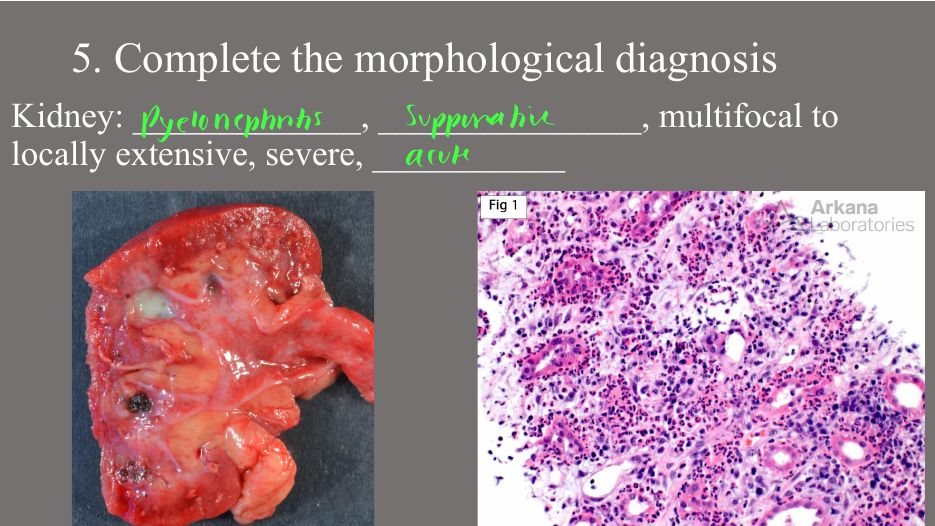 5. Complete the morphological diagnosis
Kidney: Pyelonephritis, Suppurative, multifocal to
locally extensive, severe, acute
Fig 1
Arkana
Laboratories